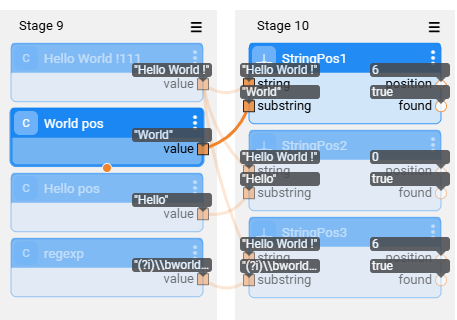 Stage 9
C Hello World !111
"Hello World !"
value
C World pos
"World"
value
C Hello pos
"Hello"
value
C regexp
"(?i)\\bworld...
value
Stage 10
StringPos1
"Hello World !" 6
string position
"World" true
substring found
StringPos2
"Hello World !" 0
string position
"Hello" true
substring found
StringPos3
"Hello World !" 6
string position
"(?i)\\bworld... true
substring found